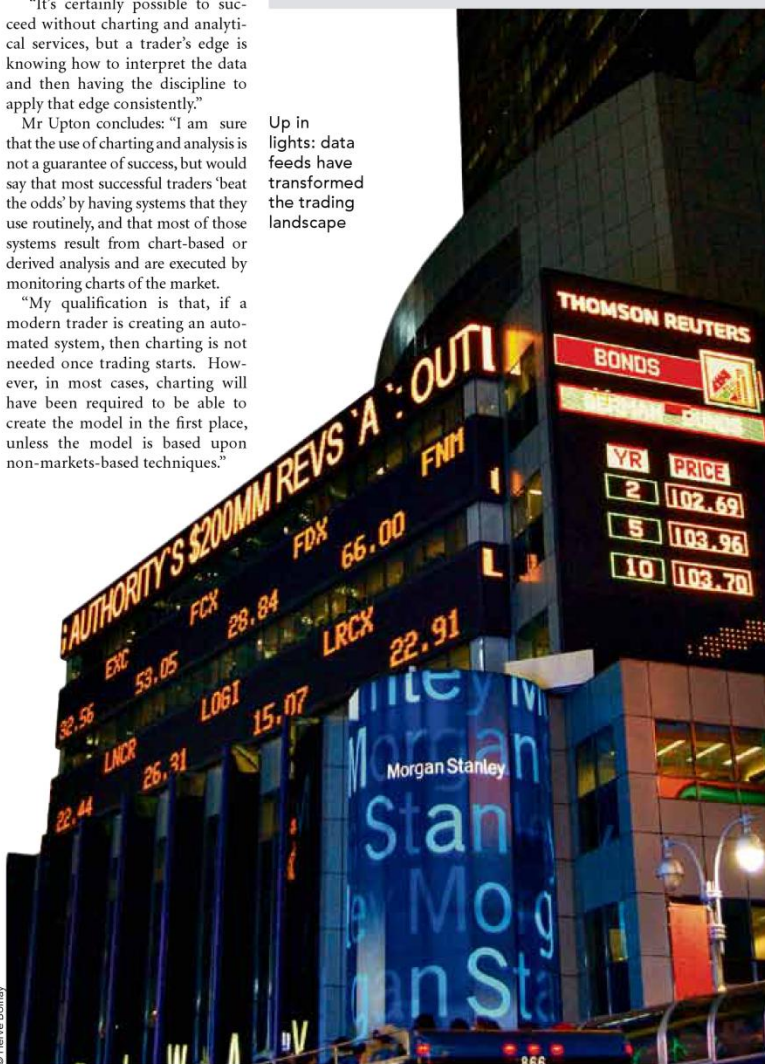 “It’s certainly possible to suc-
ceed without charting and analyti-
cal services, but a trader’s edge is
knowing how to interpret the data
and then having the discipline to
apply that edge consistently.”
Mr Upton concludes: “I am sure
that the use of charting and analysis is
not a guarantee of success, but would
say that most successful traders ‘beat
the odds’ by having systems that they
use routinely, and that most of those
systems result from chart-based or
derived analysis and are executed by
monitoring charts of the market.
“My qualification is that, if a
modern trader is creating an auto-
mated system, then charting is not
needed once trading starts. How-
ever, in most cases, charting will
have been required to be able to
create the model in the first place,
unless the model is based upon
non-markets-based techniques.”
Up in
lights: data
feeds have
transformed
the trading
landscape
AUTHORITY'S $200MM REVS `A`: OUTL
EXC FCX FDX FNM
32.56 53.05 28.84 66.00
LNCR LOGI LRCX
22.44 26.31 15.07 22.91
THOMSON REUTERS
BONDS
GERMAN BUNDS
YR PRICE
2 102.69
5 103.96
10 103.70
Morgan
Morgan Stanley
Stan
Mo g
gan Sta
W A Y
866